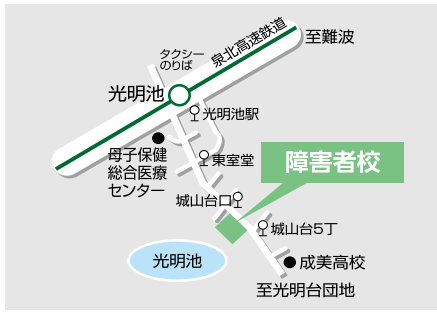 タクシー
のりば
泉北高速鉄道
至難波
光明池
光明池駅
母子保健
総合医療
センター
東室堂
障害者校
城山台口
城山台5丁
光明池
成美高校
至光明台団地